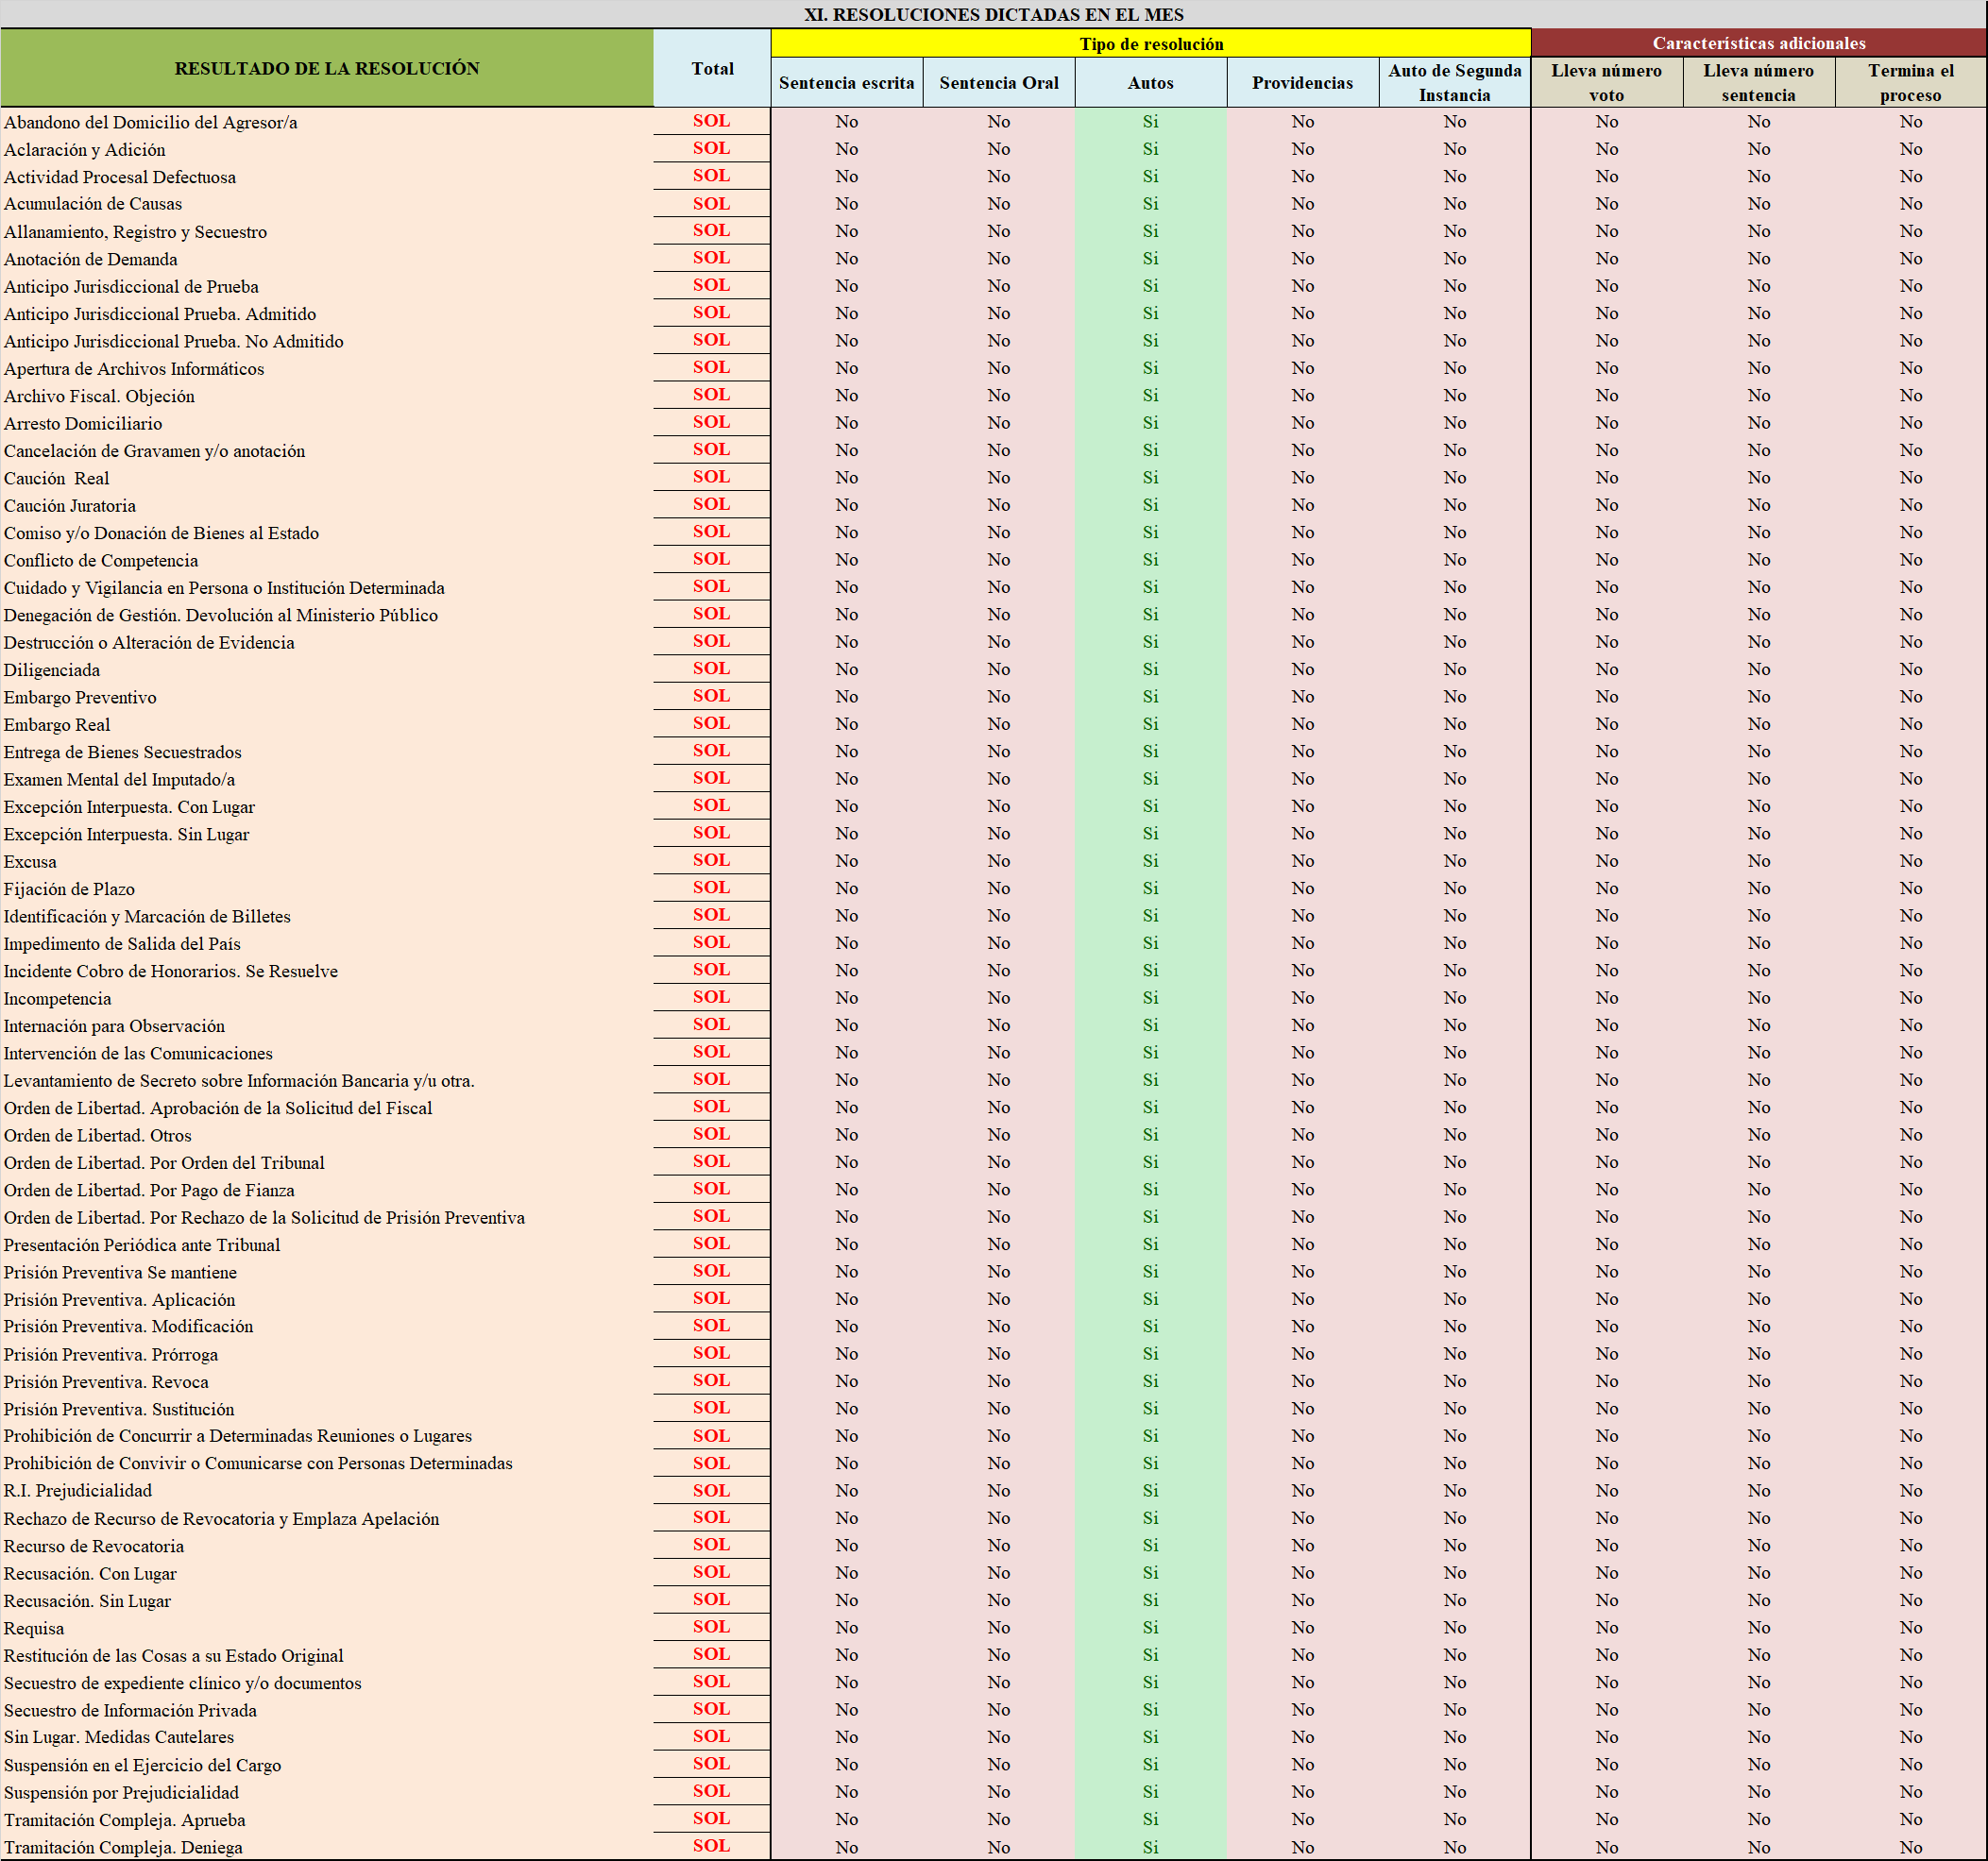 XI. RESOLUCIONES DICTADAS EN EL MES
RESULTADO DE LA RESOLUCIÓN Total Tipo de resolución Características adicionales
Sentencia escrita Sentencia Oral Autos Providencias Auto de Segunda Instancia Lleva número voto Lleva número sentencia Termina el proceso
Abandono del Domicilio del Agresor/a SOL No No Si No No No No No
Aclaración y Adición SOL No No Si No No No No No
Actividad Procesal Defectuosa SOL No No Si No No No No No
Acumulación de Causas SOL No No Si No No No No No
Allanamiento, Registro y Secuestro SOL No No Si No No No No No
Anotación de Demanda SOL No No Si No No No No No
Anticipo Jurisdiccional de Prueba SOL No No Si No No No No No
Anticipo Jurisdiccional Prueba. Admitido SOL No No Si No No No No No
Anticipo Jurisdiccional Prueba. No Admitido SOL No No Si No No No No No
Apertura de Archivos Informáticos SOL No No Si No No No No No
Archivo Fiscal. Objeción SOL No No Si No No No No No
Arresto Domiciliario SOL No No Si No No No No No
Cancelación de Gravamen y/o anotación SOL No No Si No No No No No
Caución  Real SOL No No Si No No No No No
Caución Juratoria SOL No No Si No No No No No
Comiso y/o Donación de Bienes al Estado SOL No No Si No No No No No
Conflicto de Competencia SOL No No Si No No No No No
Cuidado y Vigilancia en Persona o Institución Determinada SOL No No Si No No No No No
Denegación de Gestión. Devolución al Ministerio Público SOL No No Si No No No No No
Destrucción o Alteración de Evidencia SOL No No Si No No No No No
Diligenciada SOL No No Si No No No No No
Embargo Preventivo SOL No No Si No No No No No
Embargo Real SOL No No Si No No No No No
Entrega de Bienes Secuestrados SOL No No Si No No No No No
Examen Mental del Imputado/a SOL No No Si No No No No No
Excepción Interpuesta. Con Lugar SOL No No Si No No No No No
Excepción Interpuesta. Sin Lugar SOL No No Si No No No No No
Excusa SOL No No Si No No No No No
Fijación de Plazo SOL No No Si No No No No No
Identificación y Marcación de Billetes SOL No No Si No No No No No
Impedimento de Salida del País SOL No No Si No No No No No
Incidente Cobro de Honorarios. Se Resuelve SOL No No Si No No No No No
Incompetencia SOL No No Si No No No No No
Internación para Observación SOL No No Si No No No No No
Intervención de las Comunicaciones SOL No No Si No No No No No
Levantamiento de Secreto sobre Información Bancaria y/u otra. SOL No No Si No No No No No
Orden de Libertad. Aprobación de la Solicitud del Fiscal SOL No No Si No No No No No
Orden de Libertad. Otros SOL No No Si No No No No No
Orden de Libertad. Por Orden del Tribunal SOL No No Si No No No No No
Orden de Libertad. Por Pago de Fianza SOL No No Si No No No No No
Orden de Libertad. Por Rechazo de la Solicitud de Prisión Preventiva SOL No No Si No No No No No
Presentación Periódica ante Tribunal SOL No No Si No No No No No
Prisión Preventiva Se mantiene SOL No No Si No No No No No
Prisión Preventiva. Aplicación SOL No No Si No No No No No
Prisión Preventiva. Modificación SOL No No Si No No No No No
Prisión Preventiva. Prórroga SOL No No Si No No No No No
Prisión Preventiva. Revoca SOL No No Si No No No No No
Prisión Preventiva. Sustitución SOL No No Si No No No No No
Prohibición de Concurrir a Determinadas Reuniones o Lugares SOL No No Si No No No No No
Prohibición de Convivir o Comunicarse con Personas Determinadas SOL No No Si No No No No No
R.I. Prejudicialidad SOL No No Si No No No No No
Rechazo de Recurso de Revocatoria y Emplaza Apelación SOL No No Si No No No No No
Recurso de Revocatoria SOL No No Si No No No No No
Recusación. Con Lugar SOL No No Si No No No No No
Recusación. Sin Lugar SOL No No Si No No No No No
Requisa SOL No No Si No No No No No
Restitución de las Cosas a su Estado Original SOL No No Si No No No No No
Secuestro de expediente clínico y/o documentos SOL No No Si No No No No No
Secuestro de Información Privada SOL No No Si No No No No No
Sin Lugar. Medidas Cautelares SOL No No Si No No No No No
Suspensión en el Ejercicio del Cargo SOL No No Si No No No No No
Suspensión por Prejudicialidad SOL No No Si No No No No No
Tramitación Compleja. Aprueba SOL No No Si No No No No No
Tramitación Compleja. Deniega SOL No No Si No No No No No